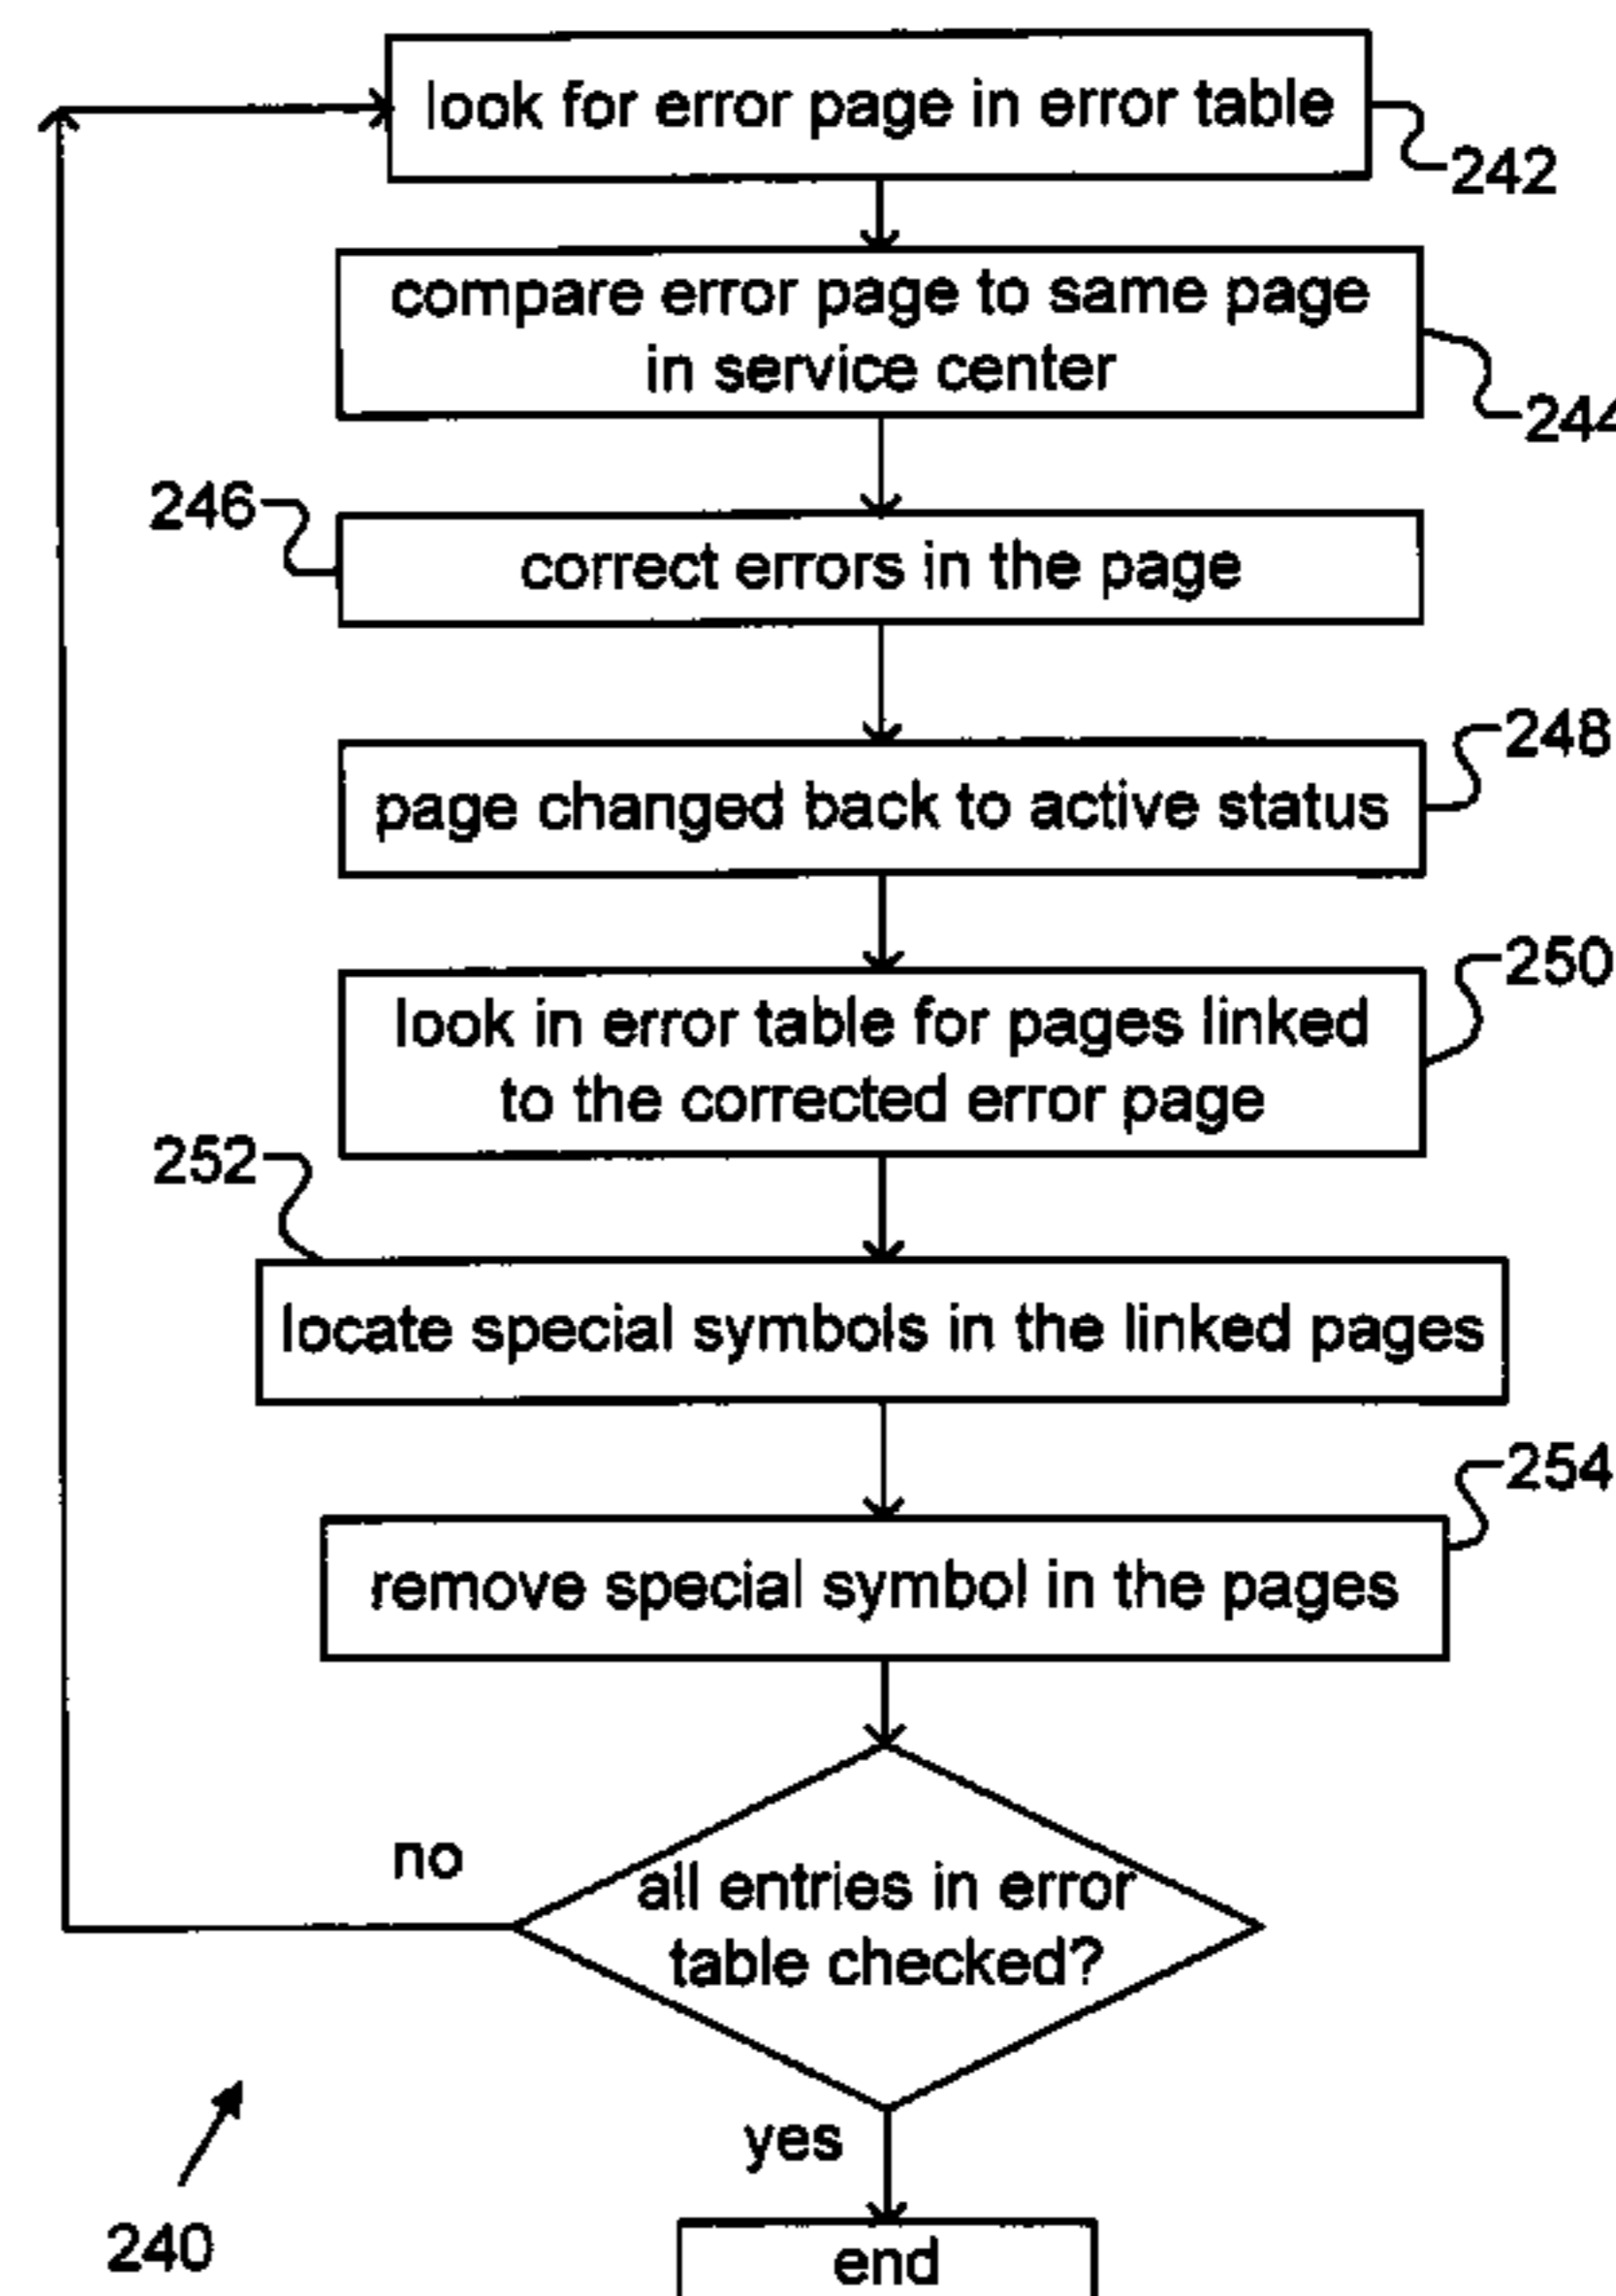 look for error page in error table
242
compare error page to same page
in service center
244
246
correct errors in the page
248
page changed back to active status
250
look in error table for pages linked
to the corrected error page
252
locate special symbols in the linked pages
254
remove special symbol in the pages
no
all entries in error
table checked?
yes
240
end